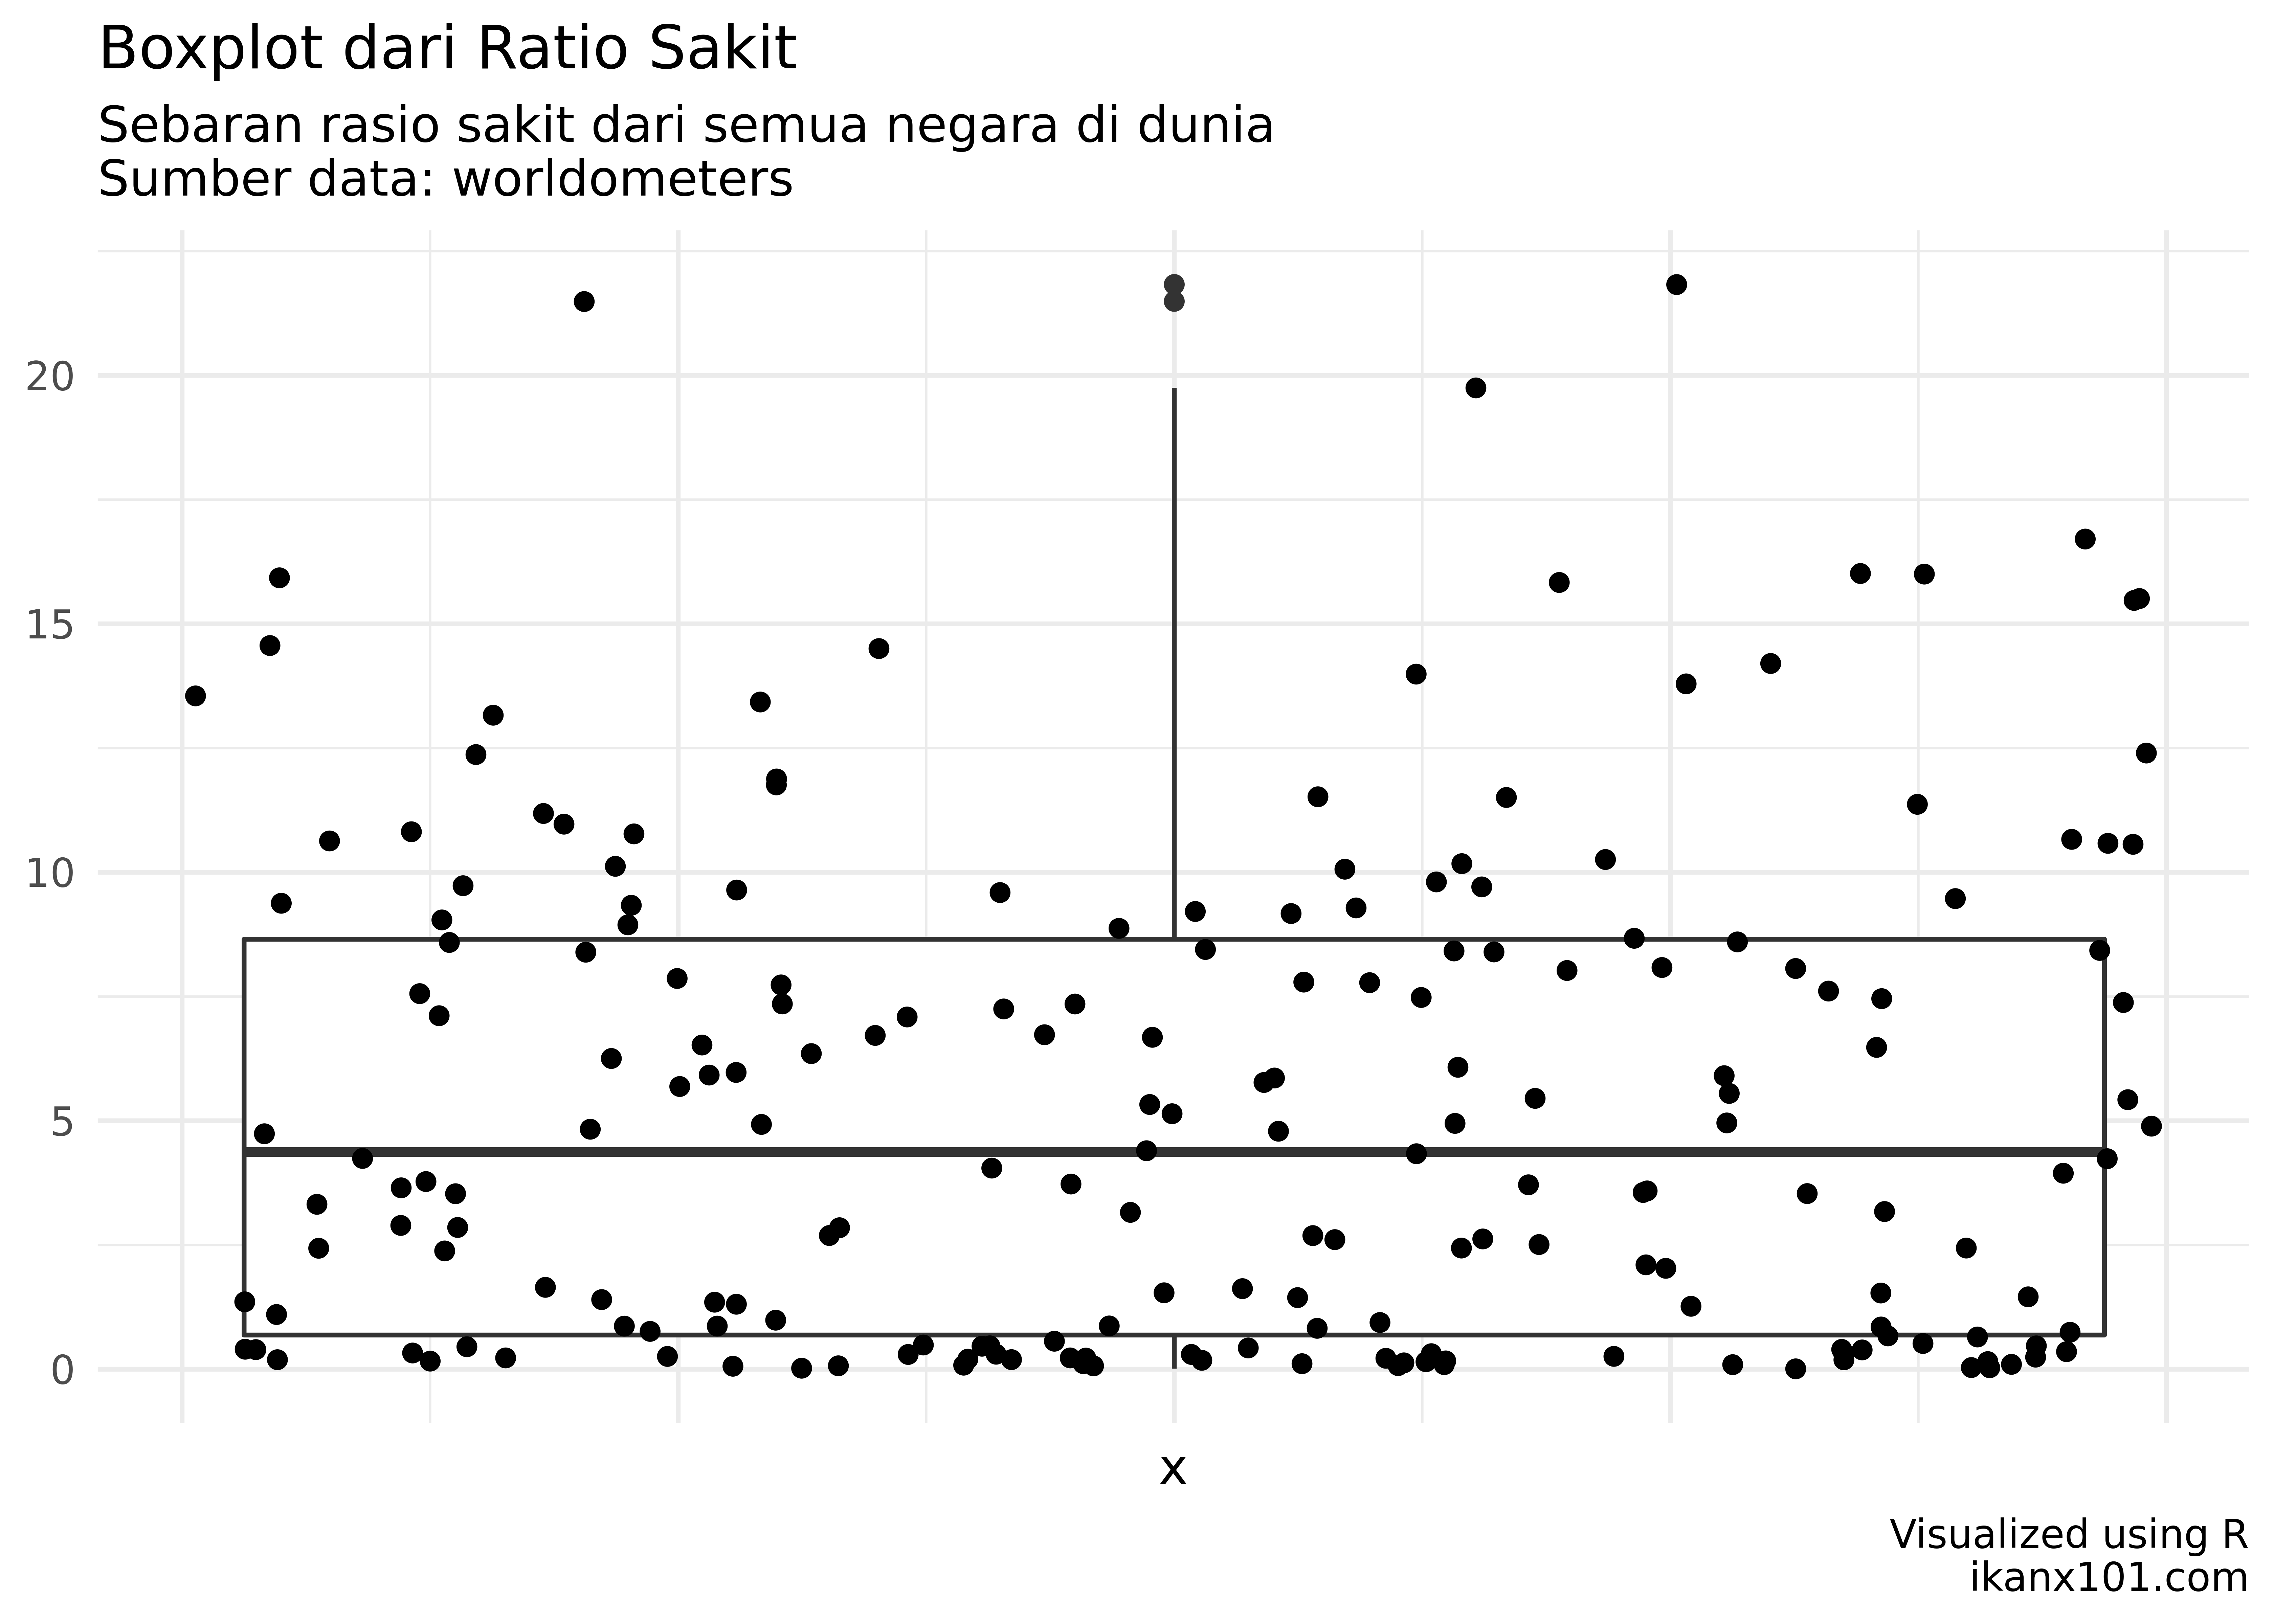 Boxplot dari Ratio Sakit
Sebaran rasio sakit dari semua negara di dunia
Sumber data: worldometers
20
15
10
5
0
x
Visualized using R
ikanx101.com